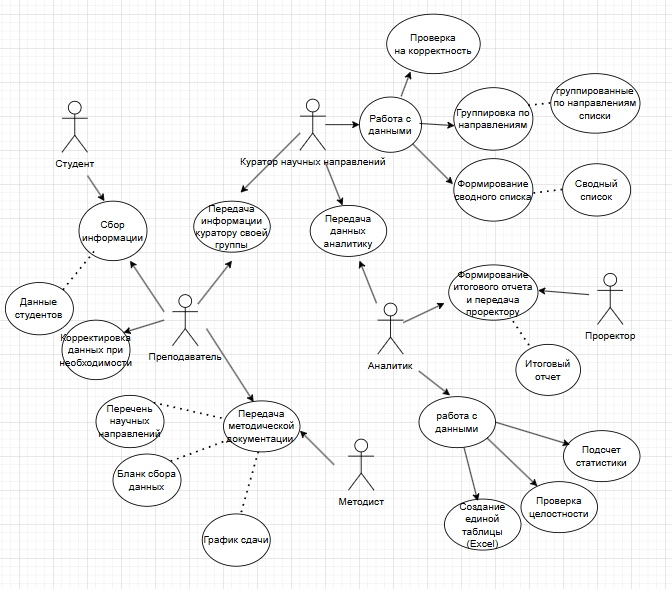 Проверка
на корректность
группированные
по направлениям
списки
Работа с
данными
Группировка по
направлениям
Студент
Куратор научных направлений
Формирование
сводного списка
Сводный
список
Сбор
информации
Передача
информации
куратору своей
группы
Передача
данных
аналитику
Данные
студентов
Формирование
итогового отчета
и передача
проректору
Проректор
Корректировка
данных при
необходимости
Преподаватель
Аналитик
Итоговый
отчет
Перечень
научных
направлений
Передача
методической
документации
работа с
данными
Подсчет
статистики
Бланк сбора
данных
Методист
Создание
единой
таблицы
(Excel)
Проверка
целостности
График сдачи